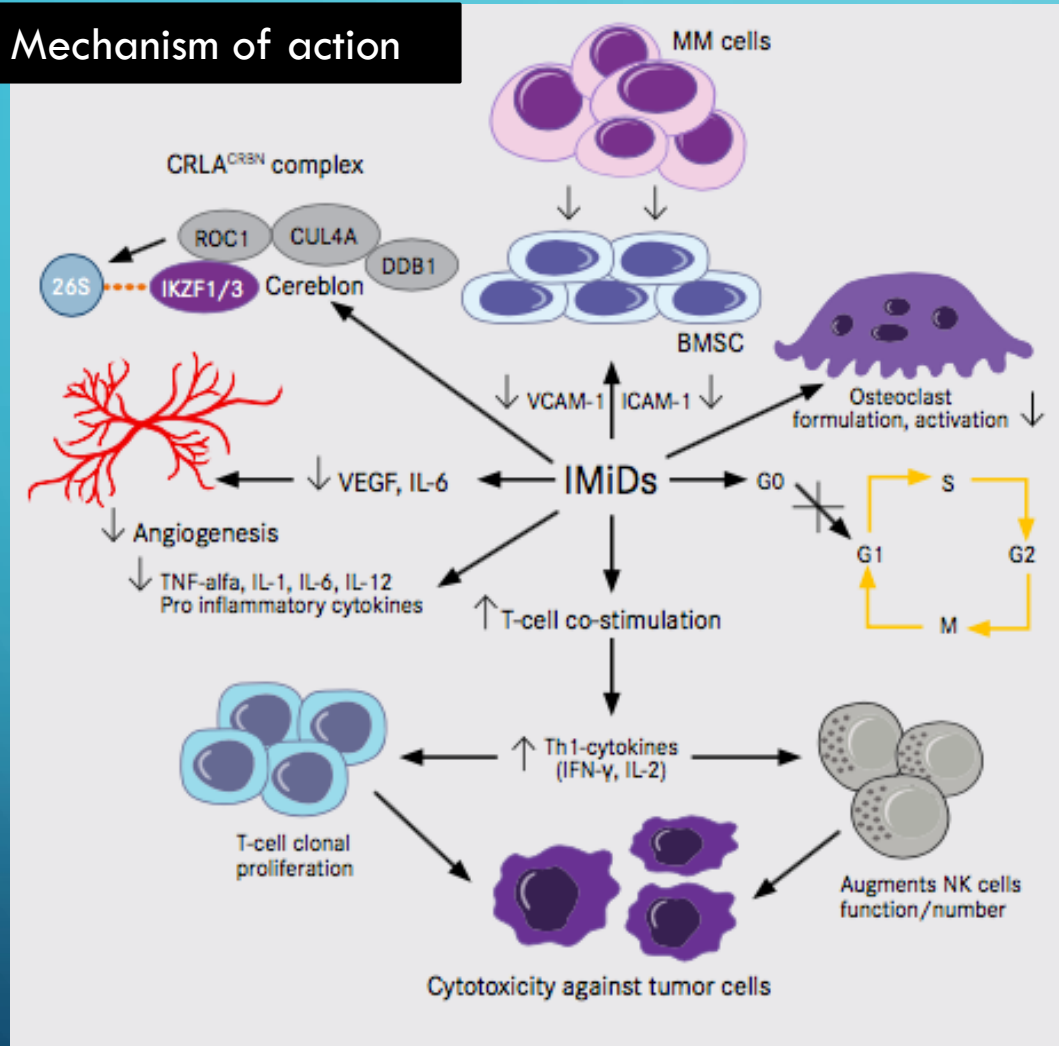 Mechanism of action
MM cells
CRLA^CRBN complex
ROC1
CUL4A
DDB1
26S
IKZF1/3
Cereblon
BMSC
↓ VCAM-1
ICAM-1 ↓
Osteoclast
formulation, activation ↓
↓ VEGF, IL-6
IMiDs
G0
S
G1
G2
M
↓ Angiogenesis
↓ TNF-alfa, IL-1, IL-6, IL-12
Pro inflammatory cytokines
↑ T-cell co-stimulation
↑ Th1-cytokines
(IFN-γ, IL-2)
T-cell clonal
proliferation
Augments NK cells
function/number
Cytotoxicity against tumor cells